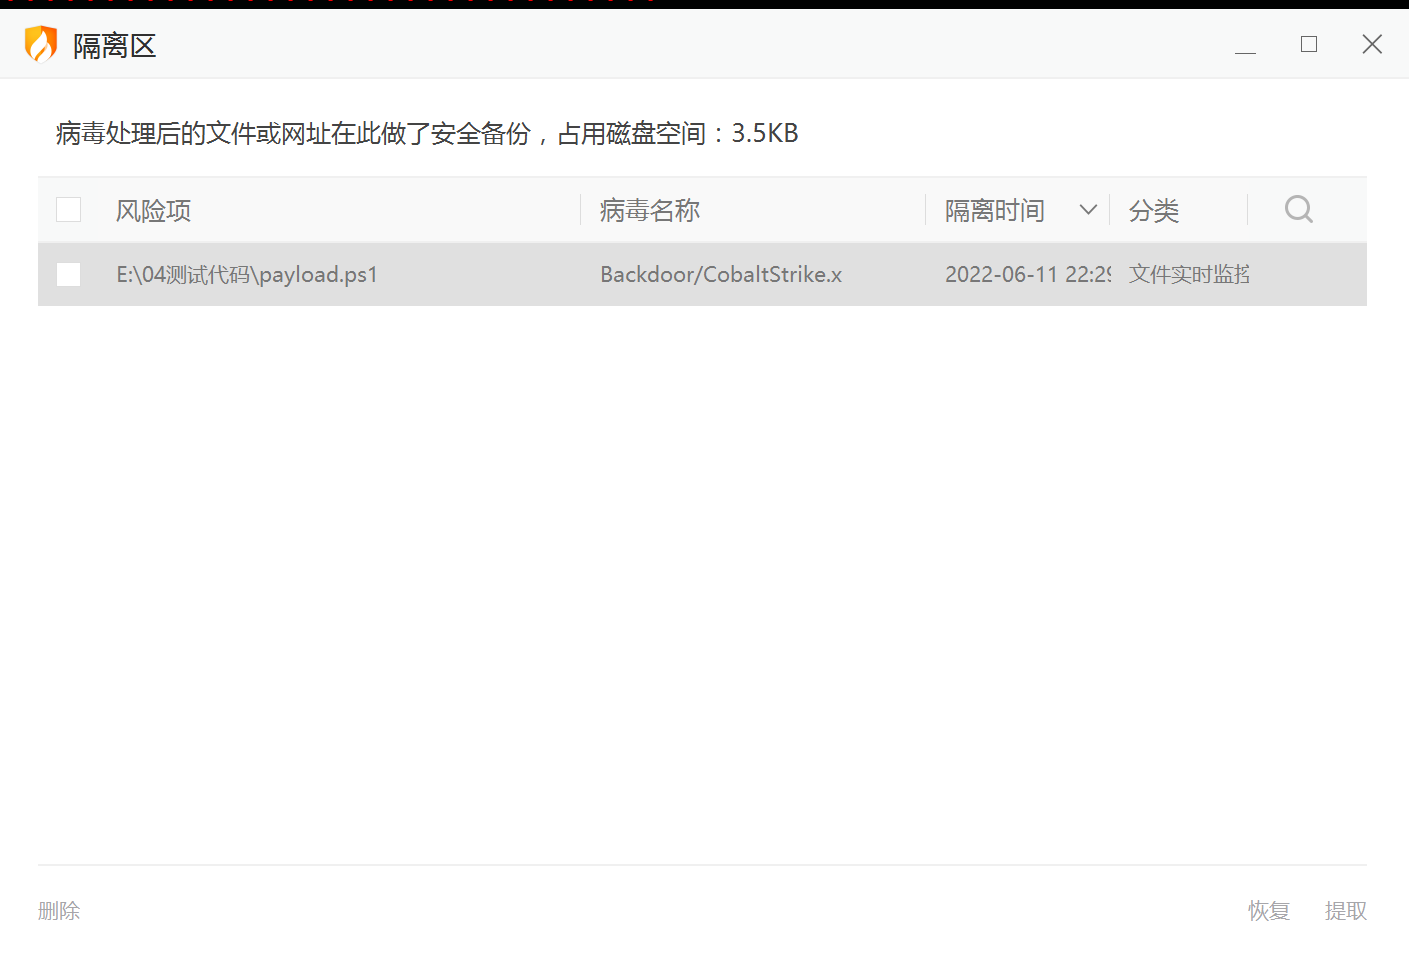 隔离区
病毒处理后的文件或网址在此做了安全备份，占用磁盘空间：3.5KB
风险项 病毒名称 隔离时间 分类
E:\04测试代码\payload.ps1 Backdoor/CobaltStrike.x 2022-06-11 22:29 文件实时监控
删除 恢复 提取